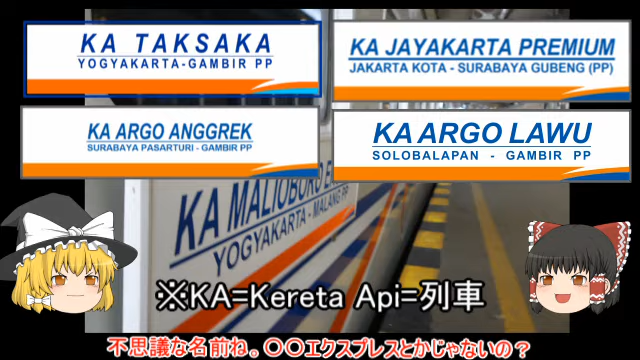 KA TAKSAKA
YOGYAKARTA-GAMBIR PP
KA JAYAKARTA PREMIUM
JAKARTA KOTA - SURABAYA GUBENG (PP)
KA ARGO ANGGREK
SURABAYA PASARTURI - GAMBIR PP
KA ARGO LAWU
SOLOBALAPAN - GAMBIR PP
KA MALIOBORO
YOGYAKARTA - MALANG PP
※KA=Kereta Api=列車
不思議な名前ね。〇〇エクスプレスとかじゃないの？